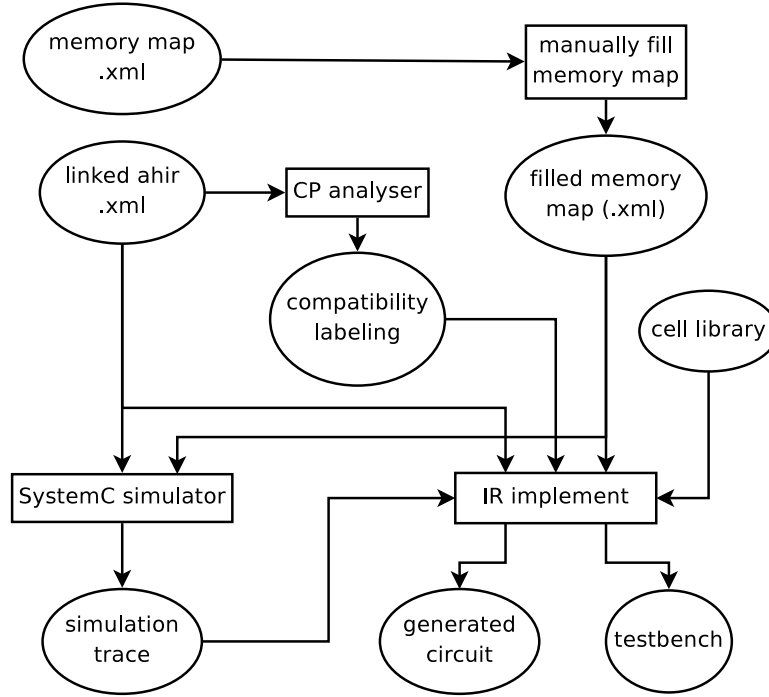 memory map
.xml
manually fill
memory map
linked ahir
.xml
CP analyser
filled memory
map (.xml)
compatibility
labeling
cell library
SystemC simulator
IR implement
simulation
trace
generated
circuit
testbench